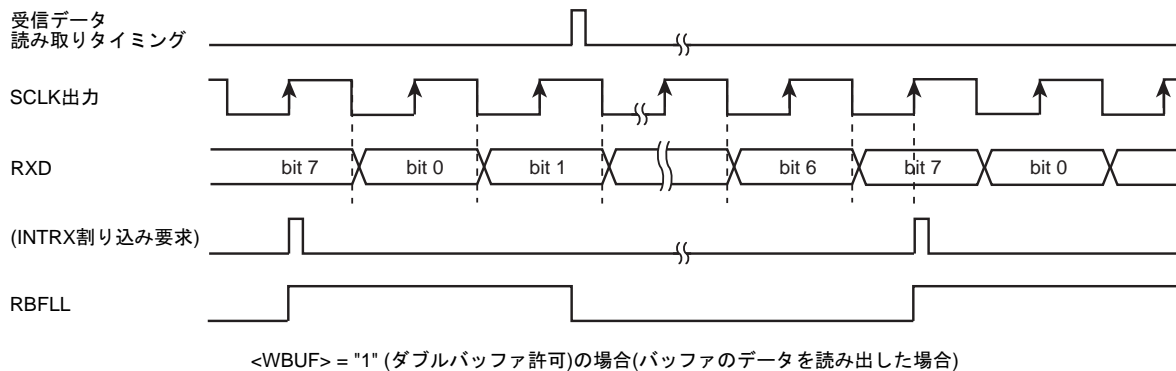 受信データ
読み取りタイミング
SCLK出力
RXD
bit 7
bit 0
bit 1
bit 6
bit 7
bit 0
(INTRX割り込み要求)
RBFLL
<WBUF> = "1" (ダブルバッファ許可)の場合(バッファのデータを読み出した場合)